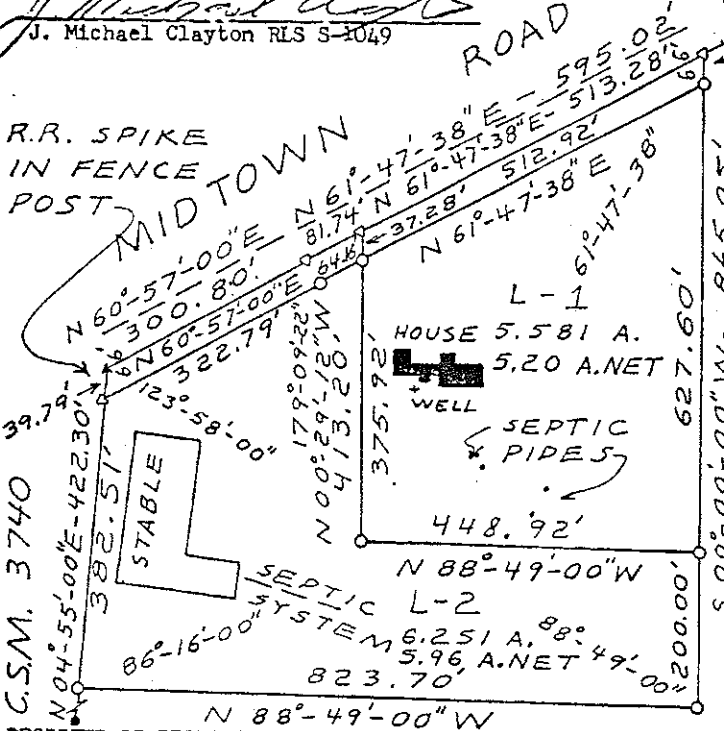 J. Michael Clayton RLS S-1049
ROAD
MIDTOWN
R.R. SPIKE
IN FENCE
POST
N 61°-47'-38" E - 595.02'
N 61°-47'-38" E - 513.28'
81.74'
512.92'
37.28'
N 61°-47'-38" E
66'
61°-47'-38"
N 60°-57'-00" E
300.80'
N 60°-57'-00" E
322.79'
64.16'
66'
39.79'
123°-58'-00"
179°-09'-22"
N 00°-29'-12" W
413.20'
375.92'
L-1
HOUSE 5.581 A.
5.20 A.NET
WELL
SEPTIC
PIPES
627.60'
448.92'
N 88°-49'-00" W
STABLE
C.S.M. 3740
N 04°-55'-00" E - 422.30'
382.51'
SEPTIC
SYSTEM
L-2
6.251 A.
5.96 A.NET
88°-49'-00"
200.00'
86°-16'-00"
823.70'
N 88°-49'-00" W